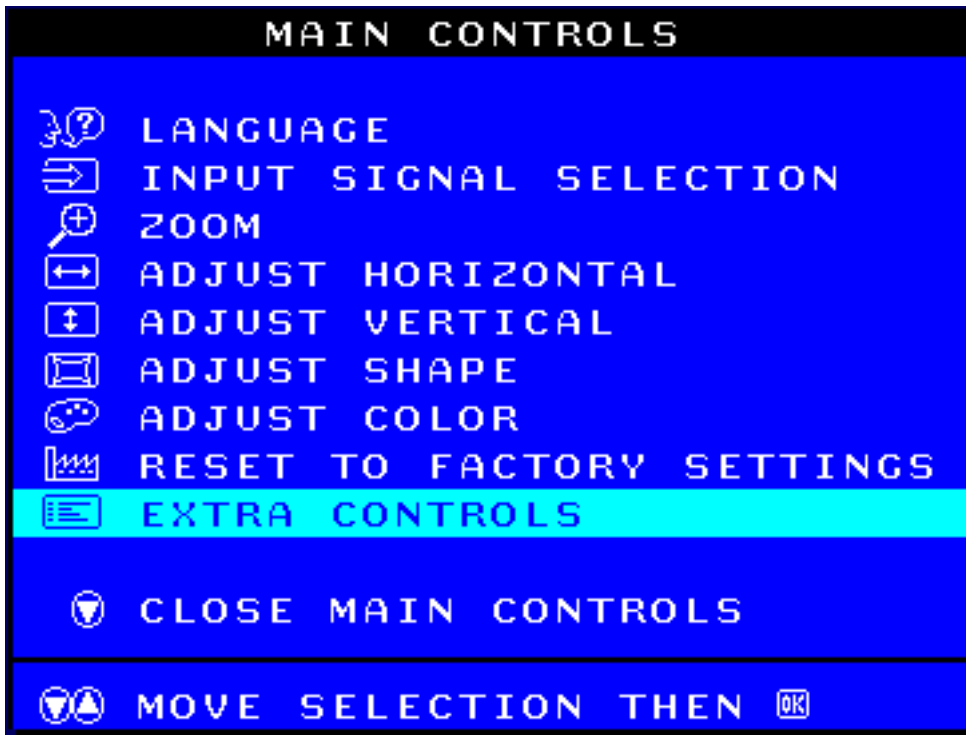 MAIN CONTROLS
LANGUAGE
INPUT SIGNAL SELECTION
ZOOM
ADJUST HORIZONTAL
ADJUST VERTICAL
ADJUST SHAPE
ADJUST COLOR
RESET TO FACTORY SETTINGS
EXTRA CONTROLS
CLOSE MAIN CONTROLS
MOVE SELECTION THEN OK